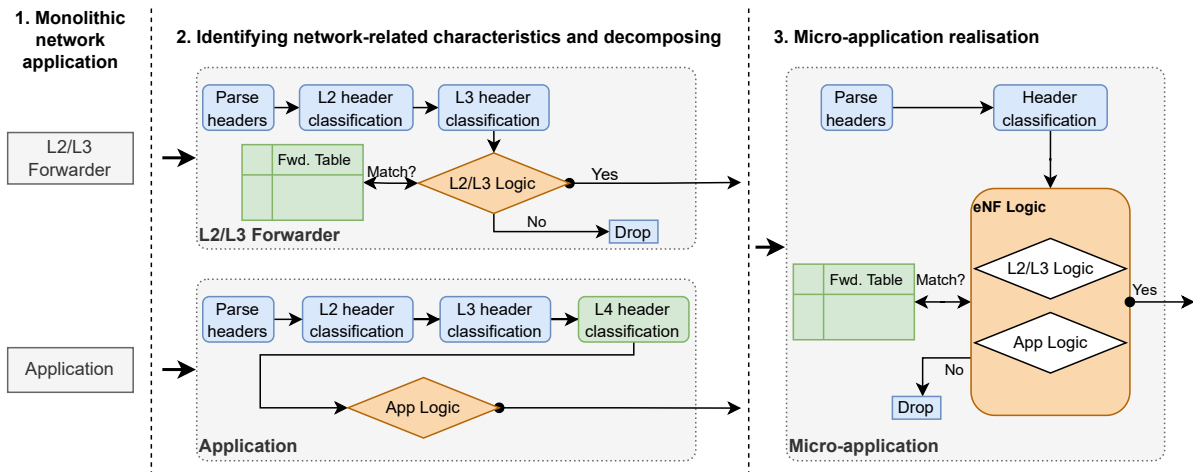 1. Monolithic
network
application
L2/L3
Forwarder
Application
2. Identifying network-related characteristics and decomposing
Parse
headers
L2 header
classification
L3 header
classification
Fwd. Table
Match?
L2/L3 Logic
Yes
No
Drop
L2/L3 Forwarder
Parse
headers
L2 header
classification
L3 header
classification
L4 header
classification
App Logic
Application
3. Micro-application realisation
Parse
headers
Header
classification
eNF Logic
L2/L3 Logic
Fwd. Table
Match?
Yes
App Logic
No
Drop
Micro-application